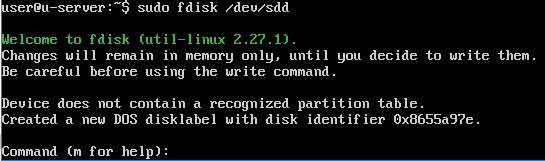 user@u-server:~$ sudo fdisk /dev/sdd
Welcome to fdisk (util-linux 2.27.1).
Changes will remain in memory only, until you decide to write them.
Be careful before using the write command.
Device does not contain a recognized partition table.
Created a new DOS disklabel with disk identifier 0x8655a97e.
Command (m for help):